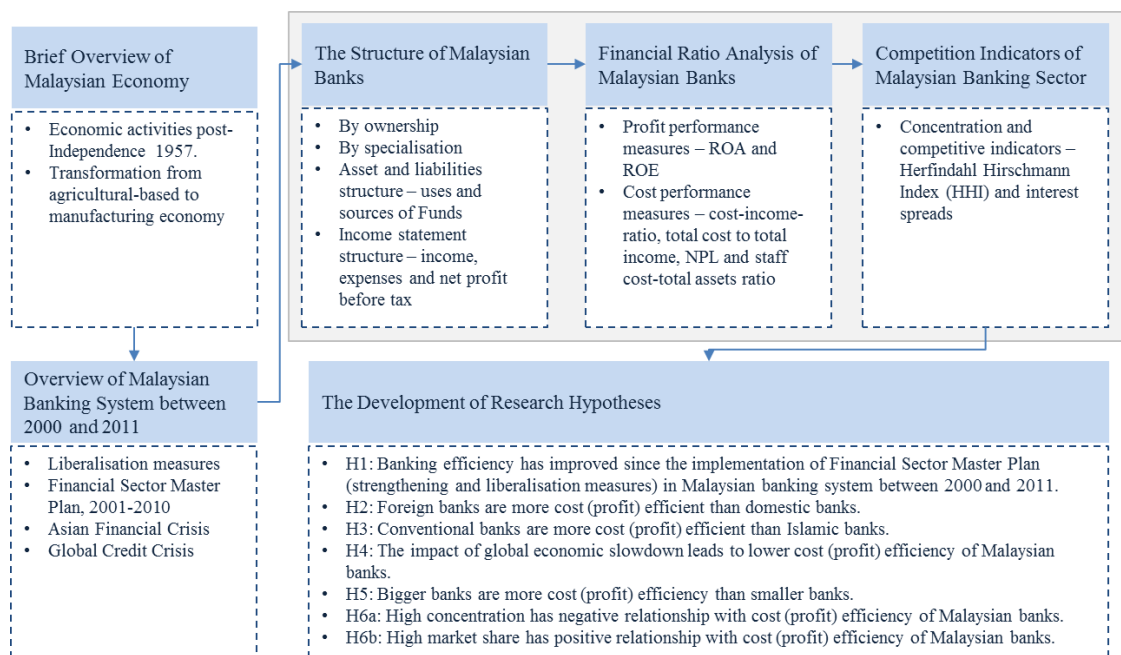 Brief Overview of
Malaysian Economy
• Economic activities post-
Independence 1957.
• Transformation from
agricultural-based to
manufacturing economy
Overview of Malaysian
Banking System between
2000 and 2011
• Liberalisation measures
• Financial Sector Master
Plan, 2001-2010
• Asian Financial Crisis
• Global Credit Crisis
The Structure of Malaysian
Banks
• By ownership
• By specialisation
• Asset and liabilities
structure – uses and
sources of Funds
• Income statement
structure – income,
expenses and net profit
before tax
Financial Ratio Analysis of
Malaysian Banks
• Profit performance
measures – ROA and
ROE
• Cost performance
measures – cost-income-
ratio, total cost to total
income, NPL and staff
cost-total assets ratio
Competition Indicators of
Malaysian Banking Sector
• Concentration and
competitive indicators –
Herfindahl Hirschmann
Index (HHI) and interest
spreads
The Development of Research Hypotheses
• H1: Banking efficiency has improved since the implementation of Financial Sector Master Plan
(strengthening and liberalisation measures) in Malaysian banking system between 2000 and 2011.
• H2: Foreign banks are more cost (profit) efficient than domestic banks.
• H3: Conventional banks are more cost (profit) efficient than Islamic banks.
• H4: The impact of global economic slowdown leads to lower cost (profit) efficiency of Malaysian
banks.
• H5: Bigger banks are more cost (profit) efficiency than smaller banks.
• H6a: High concentration has negative relationship with cost (profit) efficiency of Malaysian banks.
• H6b: High market share has positive relationship with cost (profit) efficiency of Malaysian banks.